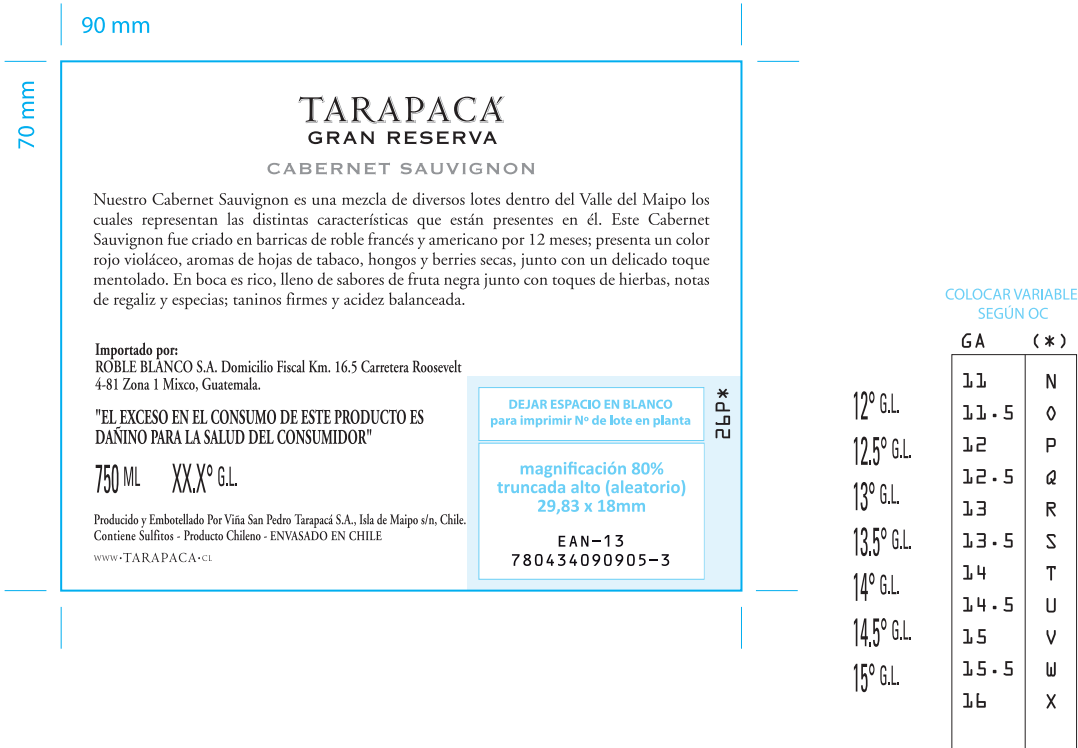 90 mm
70 mm
TARAPACÁ
GRAN RESERVA
CABERNET SAUVIGNON
Nuestro Cabernet Sauvignon es una mezcla de diversos lotes dentro del Valle del Maipo los
cuales representan las distintas características que están presentes en él. Este Cabernet
Sauvignon fue criado en barricas de roble francés y americano por 12 meses; presenta un color
rojo violáceo, aromas de hojas de tabaco, hongos y berries secas, junto con un delicado toque
mentolado. En boca es rico, lleno de sabores de fruta negra junto con toques de hierbas, notas
de regaliz y especias; taninos firmes y acidez balanceada.
Importado por:
ROBLE BLANCO S.A. Domicilio Fiscal Km. 16.5 Carretera Roosevelt
4-81 Zona 1 Mixco, Guatemala.
"EL EXCESO EN EL CONSUMO DE ESTE PRODUCTO ES
DAÑINO PARA LA SALUD DEL CONSUMIDOR"
750 ML XX.X° G.L.
Producido y Embotellado Por Viña San Pedro Tarapacá S.A., Isla de Maipo s/n, Chile.
Contiene Sulfitos - Producto Chileno - ENVASADO EN CHILE
WWW·TARAPACA·CL
DEJAR ESPACIO EN BLANCO
para imprimir Nº de lote en planta
26P*
magnificación 80%
truncada alto (aleatorio)
29,83 x 18mm
EAN-13
780434090905-3
12° G.L.
12.5° G.L.
13° G.L.
13.5° G.L.
14° G.L.
14.5° G.L.
15° G.L.
COLOCAR VARIABLE
SEGÚN OC
GA (*)
11 N
11.5 O
12 P
12.5 Q
13 R
13.5 S
14 T
14.5 U
15 V
15.5 W
16 X